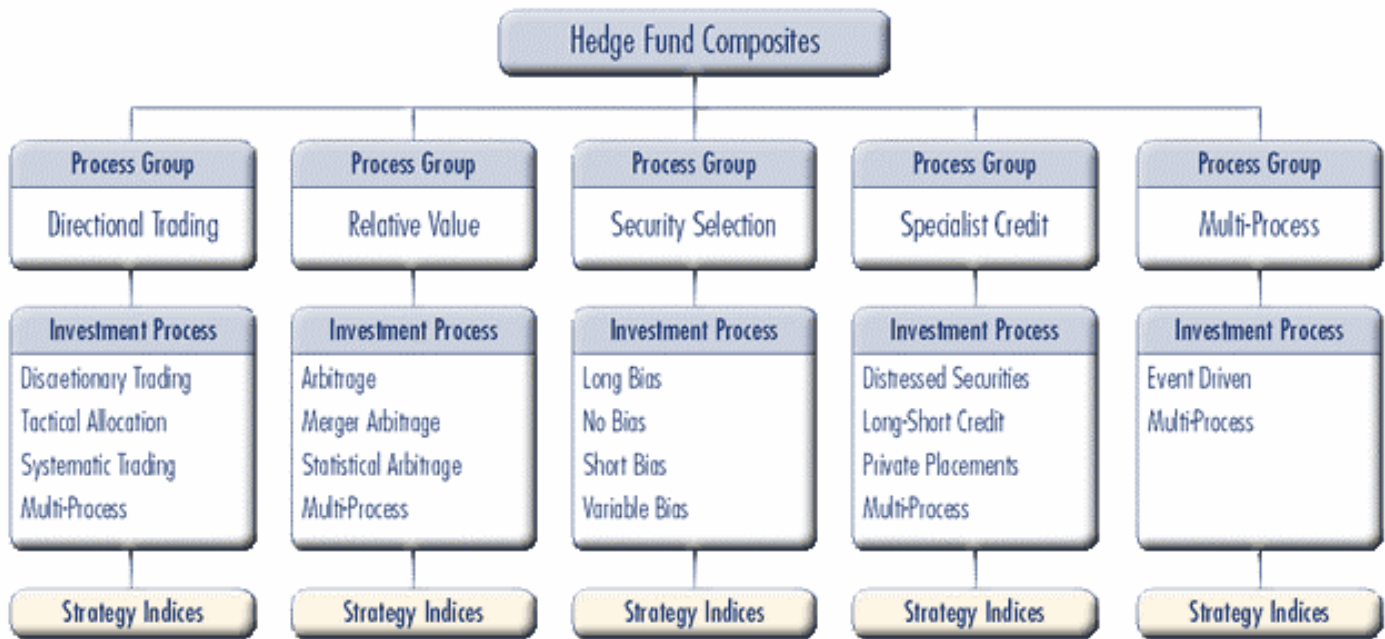 Hedge Fund Composites
Process Group
Directional Trading
Investment Process
Discretionary Trading
Tactical Allocation
Systematic Trading
Multi-Process
Strategy Indices
Process Group
Relative Value
Investment Process
Arbitrage
Merger Arbitrage
Statistical Arbitrage
Multi-Process
Strategy Indices
Process Group
Security Selection
Investment Process
Long Bias
No Bias
Short Bias
Variable Bias
Strategy Indices
Process Group
Specialist Credit
Investment Process
Distressed Securities
Long-Short Credit
Private Placements
Multi-Process
Strategy Indices
Process Group
Multi-Process
Investment Process
Event Driven
Multi-Process
Strategy Indices